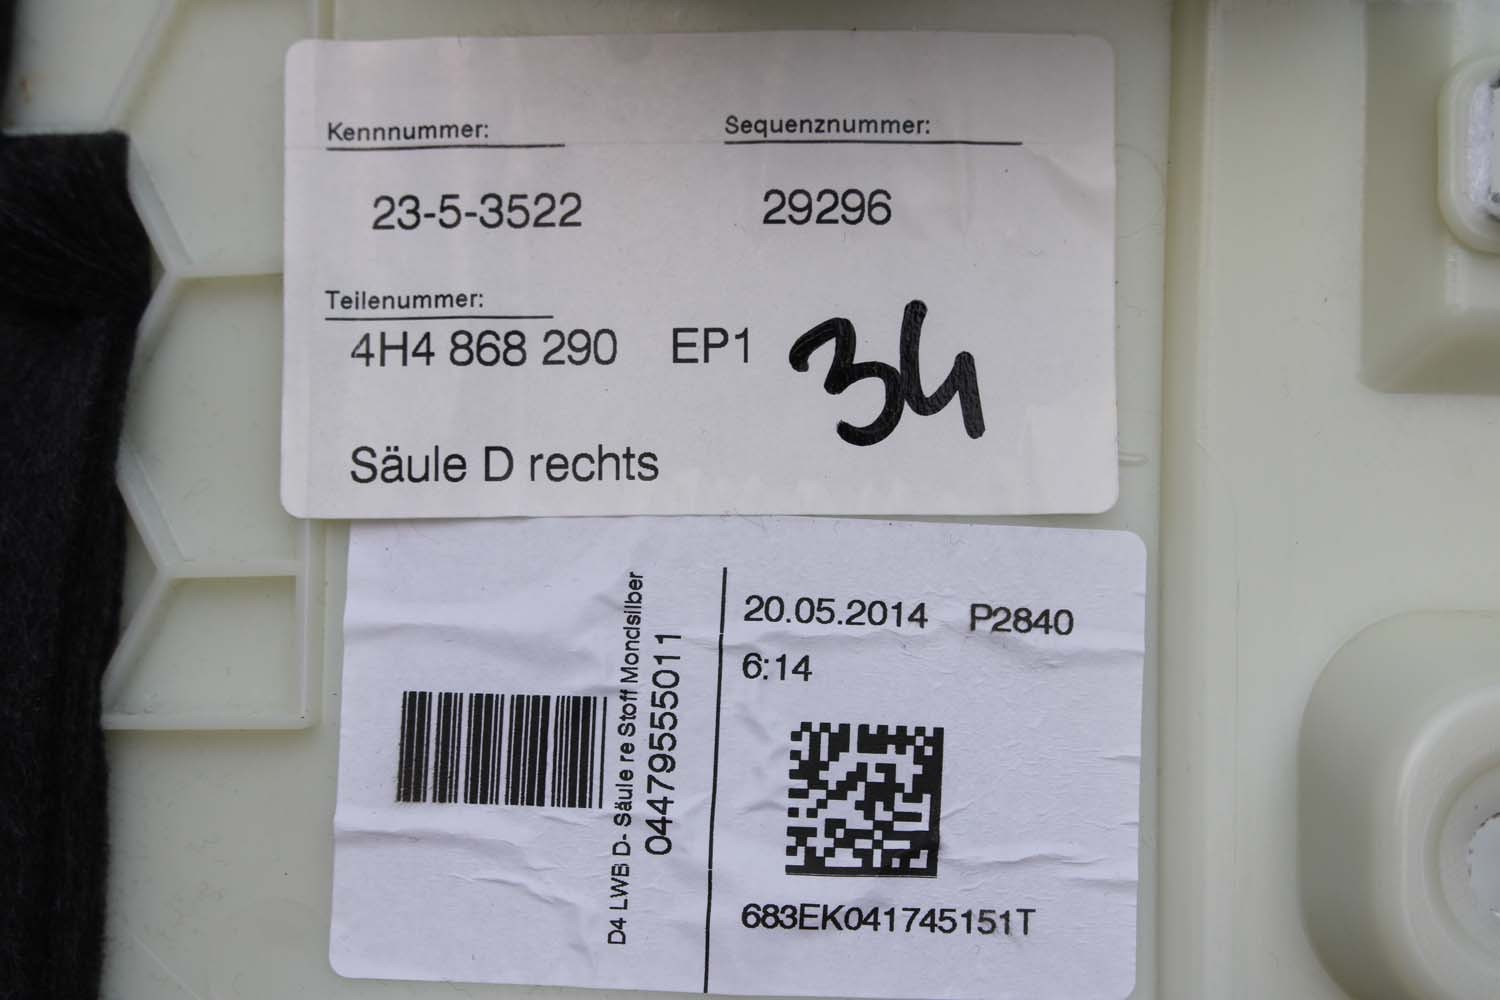 Kennnummer: Sequenznummer:
23-5-3522 29296
Teilenummer:
4H4 868 290 EP1
34
Säule D rechts
D4 LWB D- Säule re Stoff Mondsilber
04479555011
20.05.2014 P2840
6:14
683EK041745151T